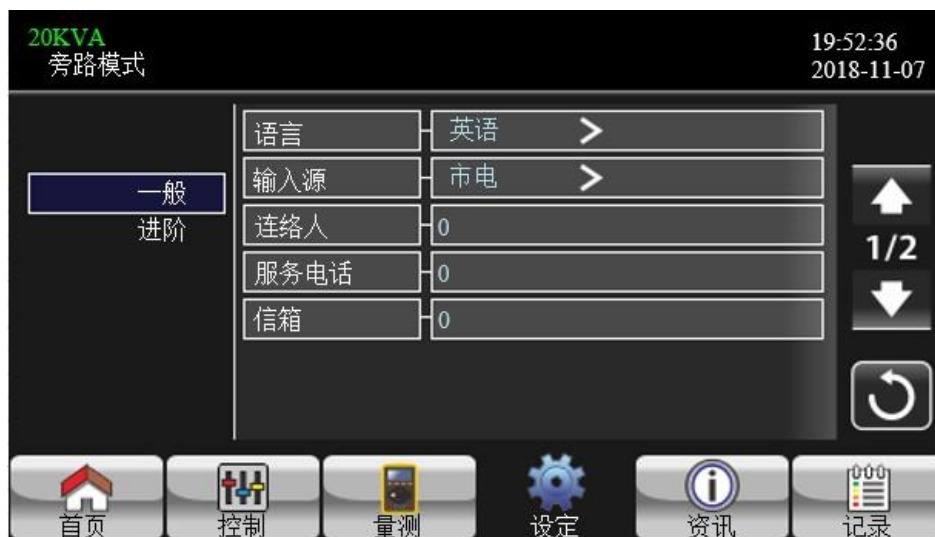 20KVA
旁路模式
19:52:36
2018-11-07
一般
进阶
语言 英语
输入源 市电
连络人 0
服务电话 0
信箱 0
1/2
首页 控制 量测 设定 资讯 记录